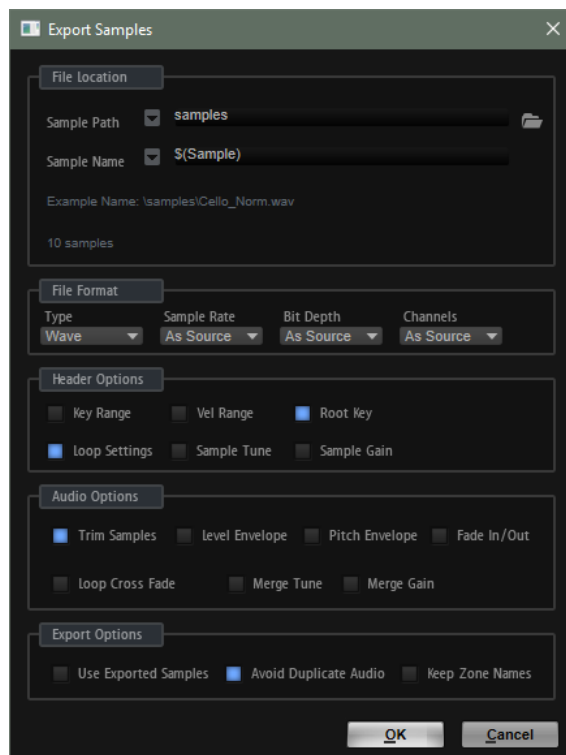 Export Samples
File Location
Sample Path samples
Sample Name $(Sample)
Example Name: \samples\Cello_Norm.wav
10 samples
File Format
Type Sample Rate Bit Depth Channels
Wave As Source As Source As Source
Header Options
Key Range Vel Range Root Key
Loop Settings Sample Tune Sample Gain
Audio Options
Trim Samples Level Envelope Pitch Envelope Fade In/Out
Loop Cross Fade Merge Tune Merge Gain
Export Options
Use Exported Samples Avoid Duplicate Audio Keep Zone Names
OK Cancel